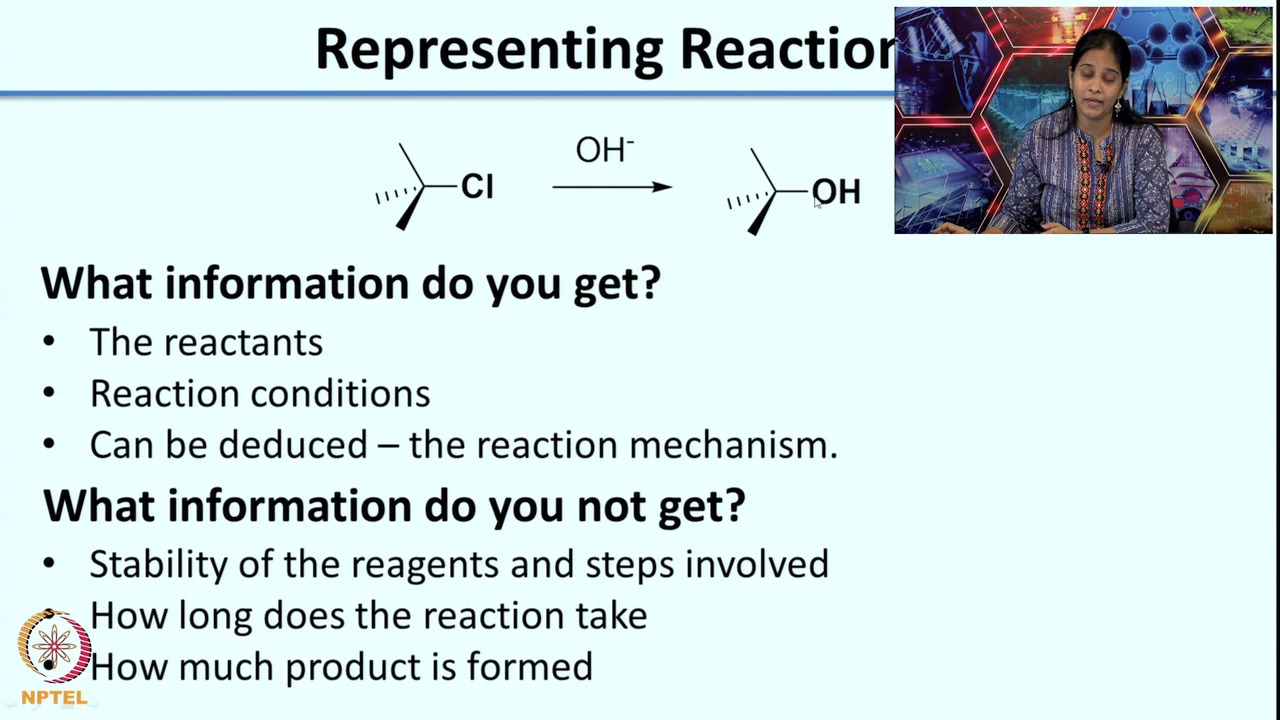 Representing Reaction
Cl
OH-
OH
What information do you get?
• The reactants
• Reaction conditions
• Can be deduced – the reaction mechanism.
What information do you not get?
• Stability of the reagents and steps involved
• How long does the reaction take
• How much product is formed
NPTEL